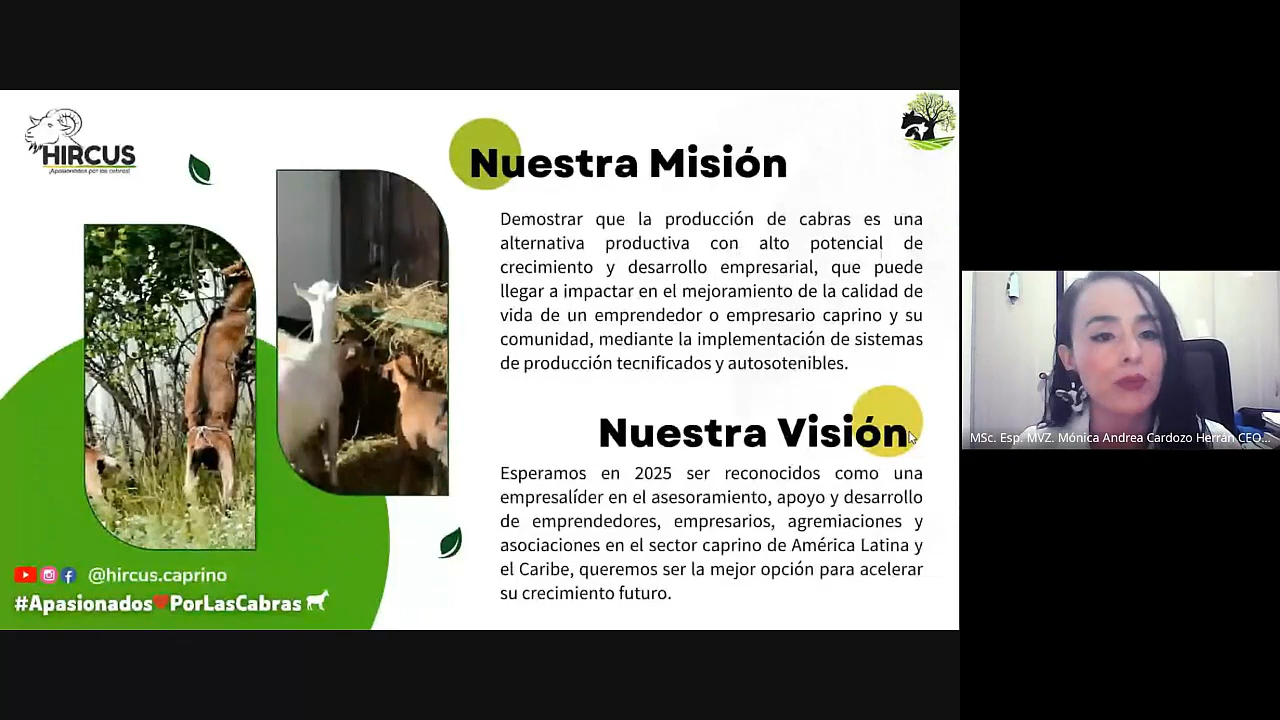 HIRCUS
¡Apasionados por las cabras!
Nuestra Misión
Demostrar que la producción de cabras es una
alternativa productiva con alto potencial de
crecimiento y desarrollo empresarial, que puede
llegar a impactar en el mejoramiento de la calidad de
vida de un emprendedor o empresario caprino y su
comunidad, mediante la implementación de sistemas
de producción tecnificados y autosotenibles.
Nuestra Visión
Esperamos en 2025 ser reconocidos como una
empresalíder en el asesoramiento, apoyo y desarrollo
de emprendedores, empresarios, agremiaciones y
asociaciones en el sector caprino de América Latina y
el Caribe, queremos ser la mejor opción para acelerar
su crecimiento futuro.
@hircus.caprino
#Apasionados❤PorLasCabras
MSc. Esp. MVZ. Mónica Andrea Cardozo Herrán CEO...